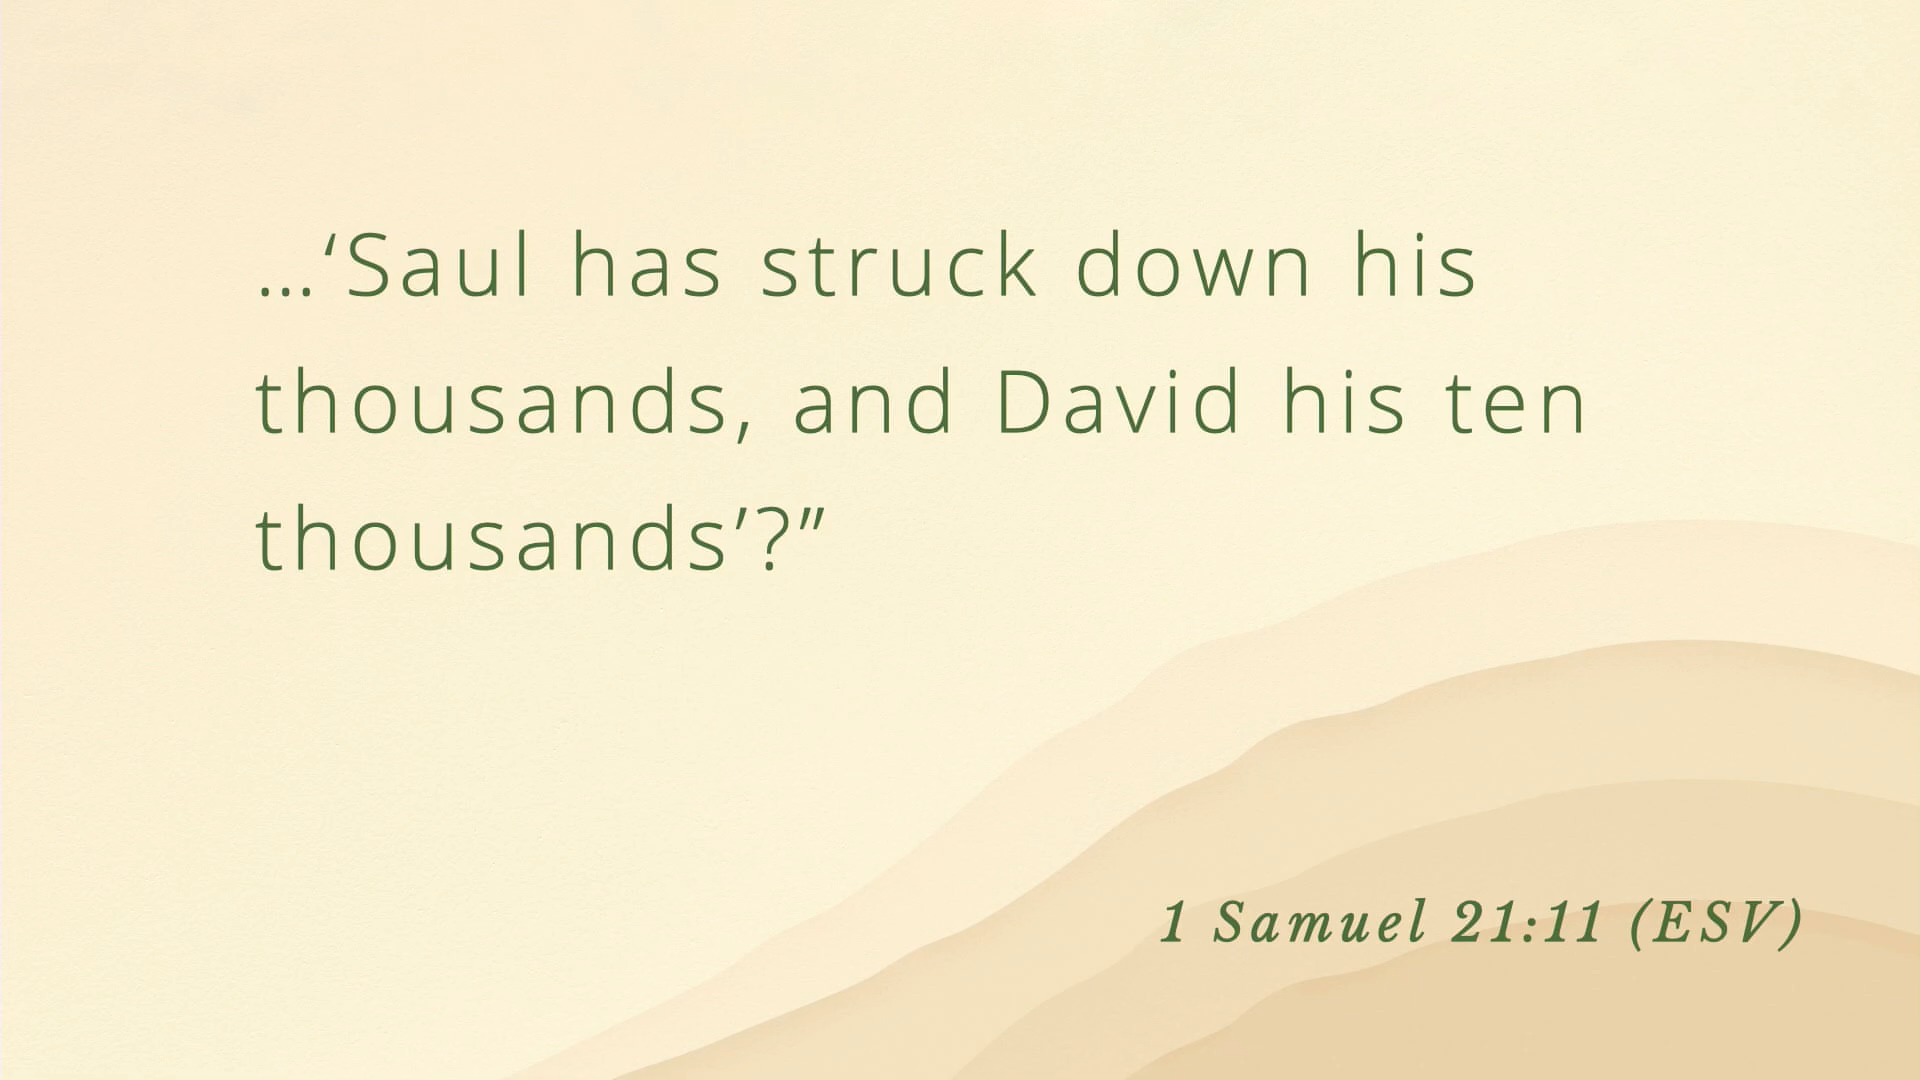 …‘Saul has struck down his
thousands, and David his ten
thousands’?”
1 Samuel 21:11 (ESV)